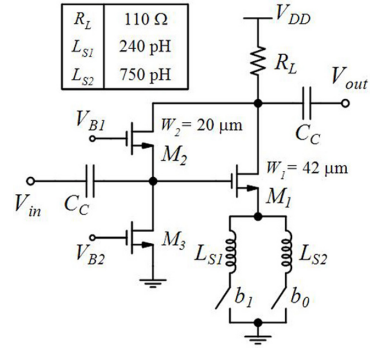 R_L 110 Ω
L_S1 240 pH
L_S2 750 pH
V_DD
R_L
V_out
C_C
V_B1
W_2= 20 μm
M_2
W_1= 42 μm
M_1
V_in
C_C
V_B2
M_3
L_S1
L_S2
b_1
b_0